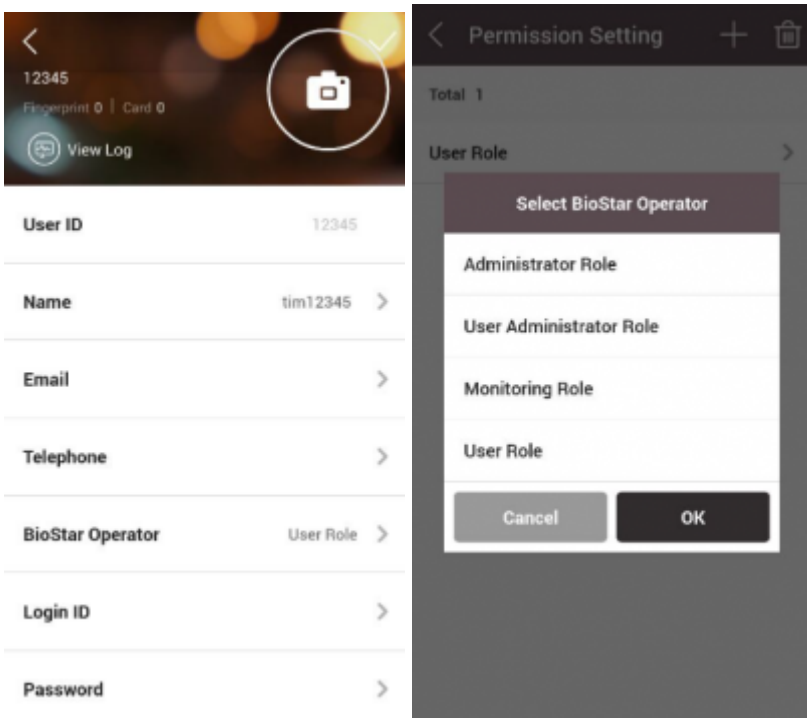 12345
Fingerprint 0 | Card 0
View Log
User ID 12345
Name tim12345
Email
Telephone
BioStar Operator User Role
Login ID
Password
Permission Setting
Total 1
User Role
Select BioStar Operator
Administrator Role
User Administrator Role
Monitoring Role
User Role
Cancel OK